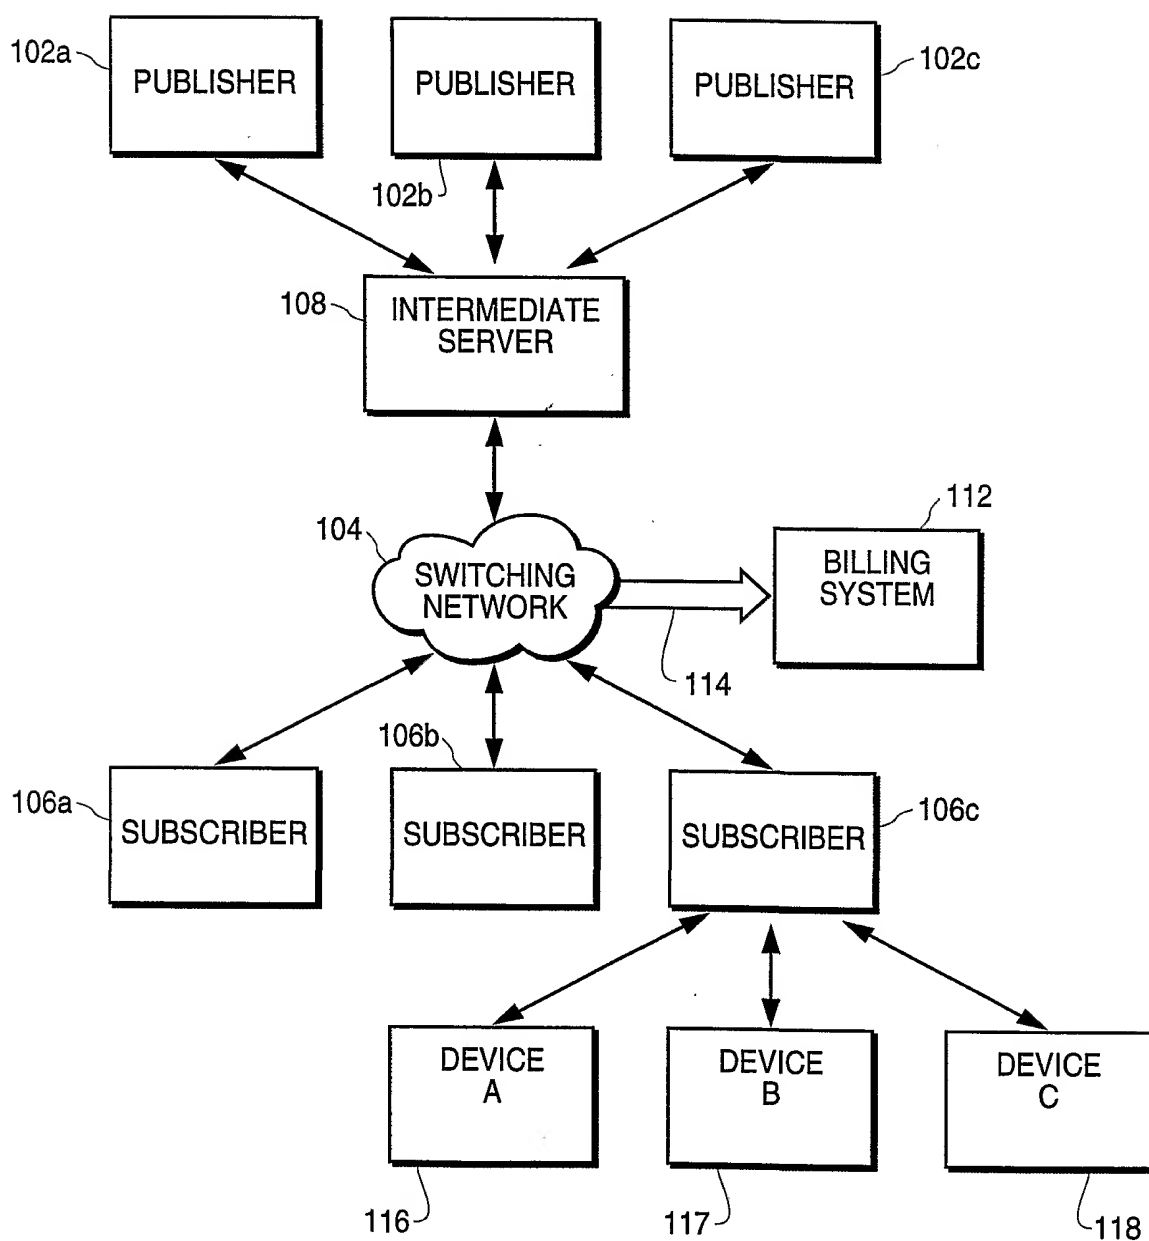 102a
PUBLISHER
PUBLISHER
PUBLISHER
102c
102b
108
INTERMEDIATE
SERVER
104
SWITCHING
NETWORK
112
BILLING
SYSTEM
114
106b
106a
SUBSCRIBER
SUBSCRIBER
SUBSCRIBER
106c
DEVICE
A
DEVICE
B
DEVICE
C
116
117
118